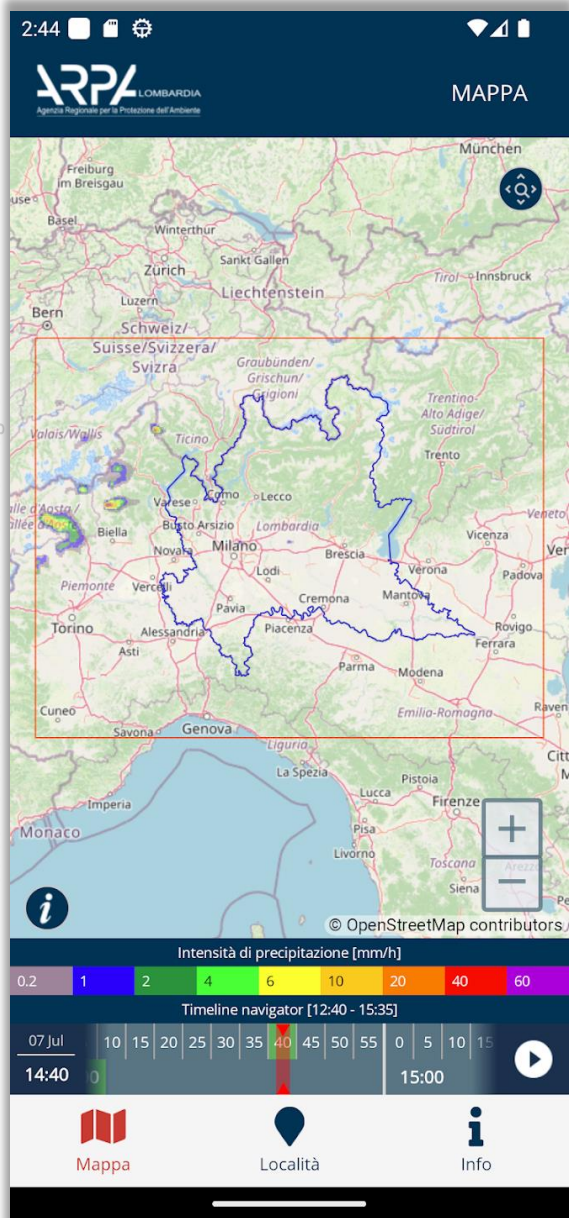 2:44
ARPA LOMBARDIA
Agenzia Regionale per la Protezione dell'Ambiente
MAPPA
München
Freiburg
im Breisgau
Basel
Winterthur
Zürich
Sankt Gallen
Tirol
Innsbruck
Luzern
Liechtenstein
Bern
Schweiz/
Suisse/Svizzera/
Svizra
Graubünden/
Grischun/
Grigioni
Trentino-
Alto Adige/
Südtirol
Valais/Wallis
Ticino
Trento
Varese
Como
Lecco
Biella
Busto Arsizio
Lombardia
Veneto
Vicenza
Novara
Milano
Brescia
Verona
Padova
Lodi
Piemonte
Vercelli
Pavia
Cremona
Mantova
Torino
Alessandria
Piacenza
Rovigo
Ferrara
Asti
Parma
Modena
Cuneo
Emilia-Romagna
Raven
Savona
Genova
Liguria
La Spezia
Pistoia
Lucca
Firenze
Imperia
Pisa
Monaco
Livorno
Toscana
Arezzo
Siena
+
−
i
© OpenStreetMap contributors
Intensità di precipitazione [mm/h]
0.2 1 2 4 6 10 20 40 60
Timeline navigator [12:40 - 15:35]
07 Jul 10 15 20 25 30 35 40 45 50 55 0 5 10 15
14:40 15:00
Mappa Località Info